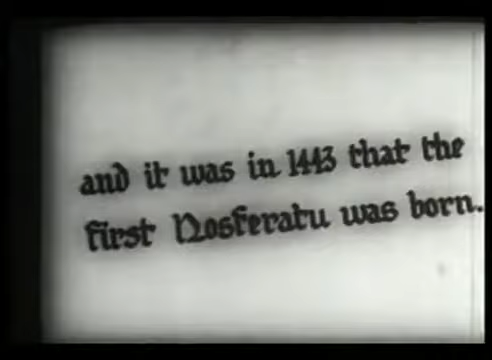 and it was in 1443 that the
first Nosferatu was born.